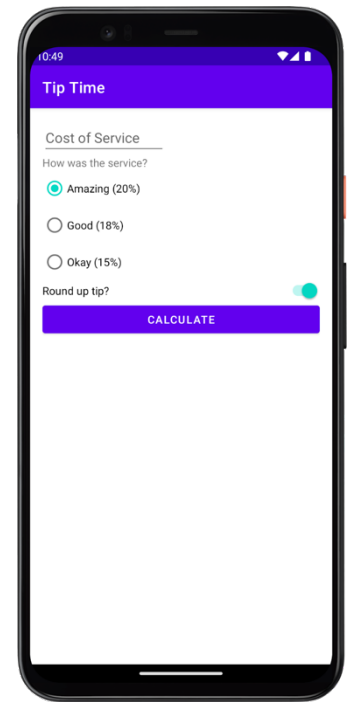 10:49
Tip Time
Cost of Service
How was the service?
Amazing (20%)
Good (18%)
Okay (15%)
Round up tip?
CALCULATE